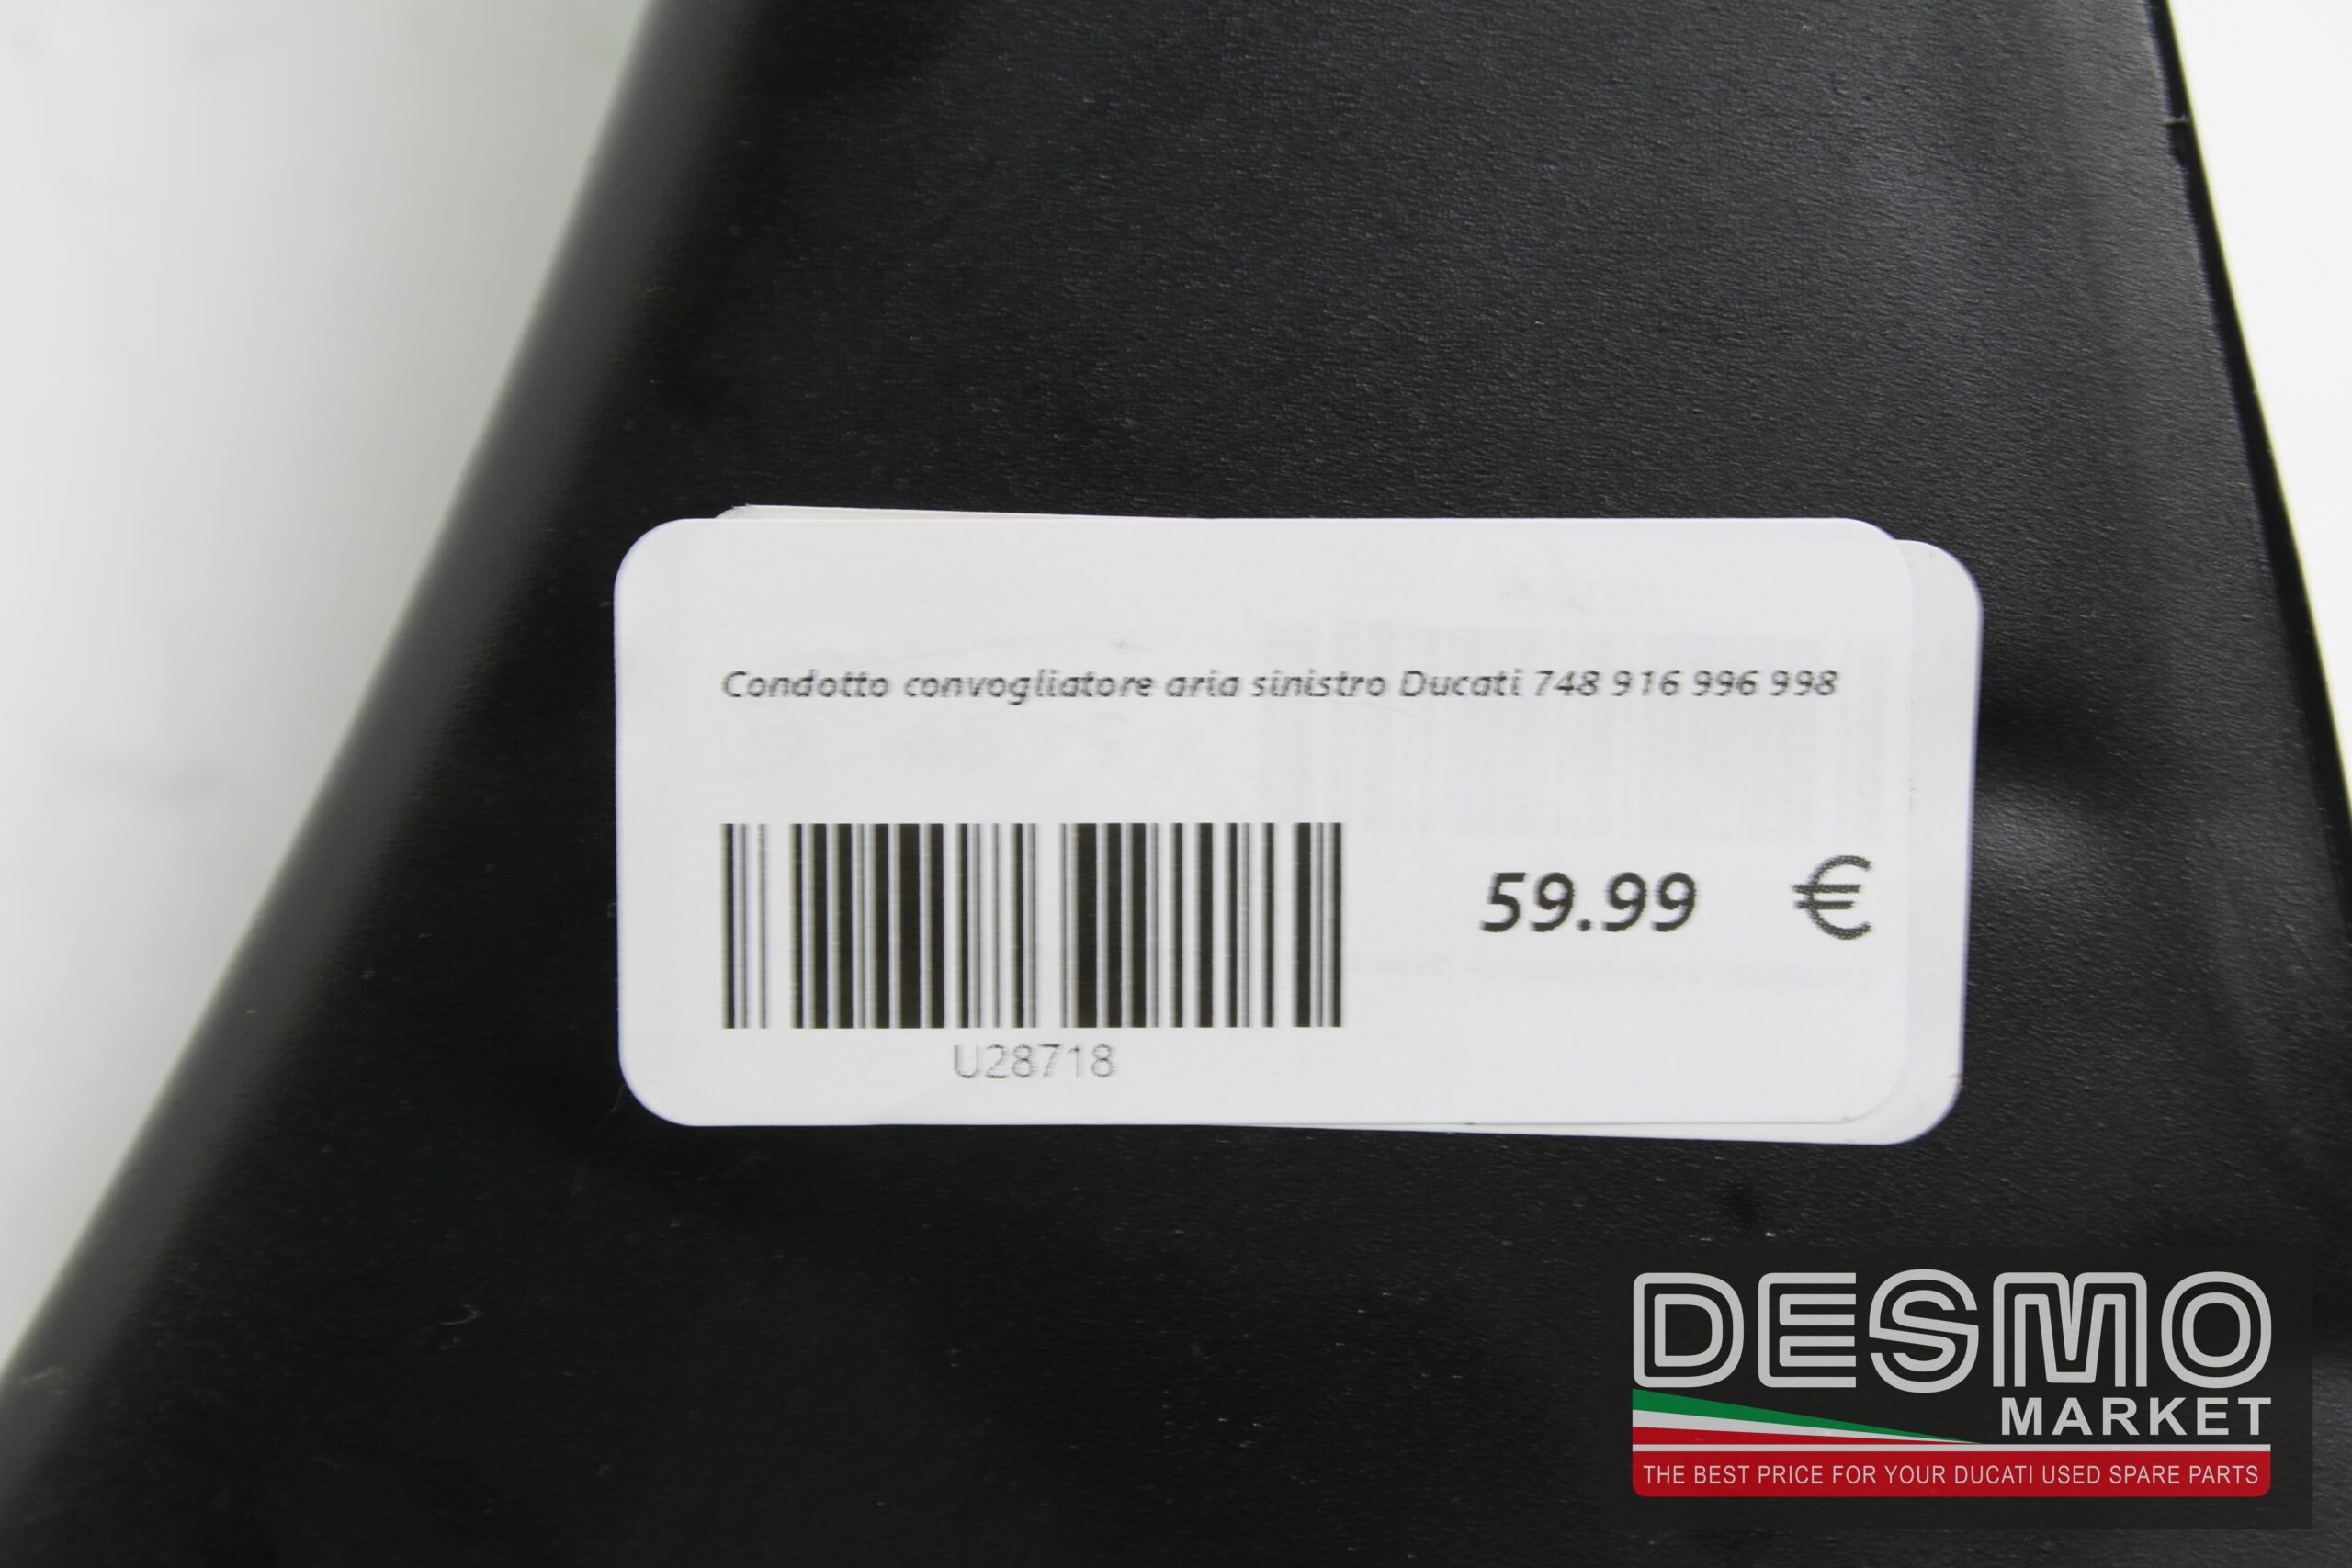 Condotto convogliatore aria sinistro Ducati 748 916 996 998
59.99 €
U28718
DESMO
MARKET
THE BEST PRICE FOR YOUR DUCATI USED SPARE PARTS